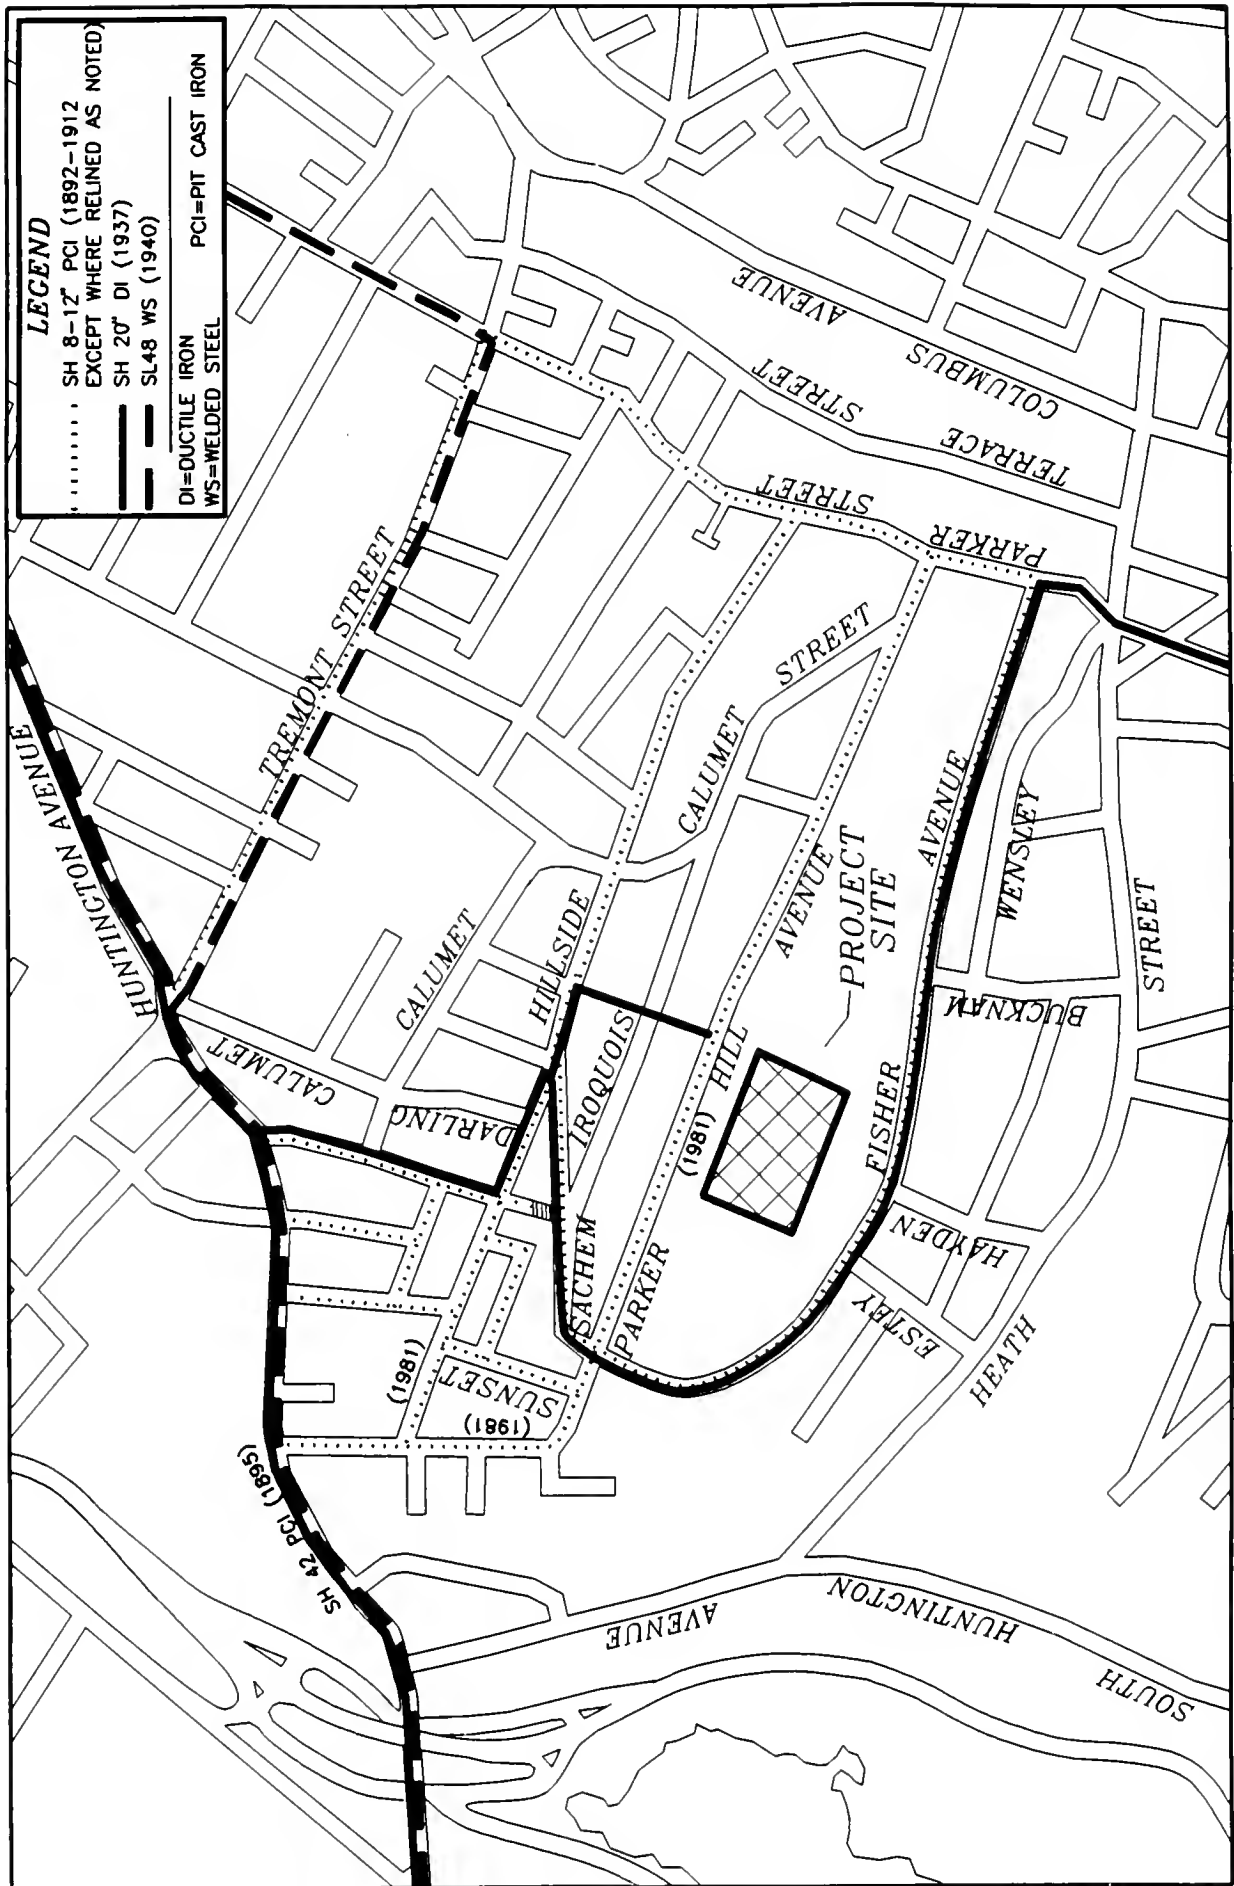 LEGEND
SH 8-12" PCI (1892-1912
EXCEPT WHERE RELINED AS NOTED)
SH 20" DI (1937)
SL48 WS (1940)
DI=DUCTILE IRON PCI=PIT CAST IRON
WS=WELDED STEEL
HUNTINGTON AVENUE
TREMONT STREET
COLUMBUS AVENUE
TERRACE STREET
PARKER STREET
CALUMET STREET
CALUMET
CALUMET
DARLING
HILLSIDE
IROQUOIS
SACHEM
PARKER HILL AVENUE
(1981)
PROJECT
SITE
FISHER AVENUE
WENSLEY
BUCKNAM
HAYDEN
ESTEY
HEATH STREET
SUNSET
(1981)
(1981)
SH 42 PCI (1895)
SOUTH HUNTINGTON AVENUE